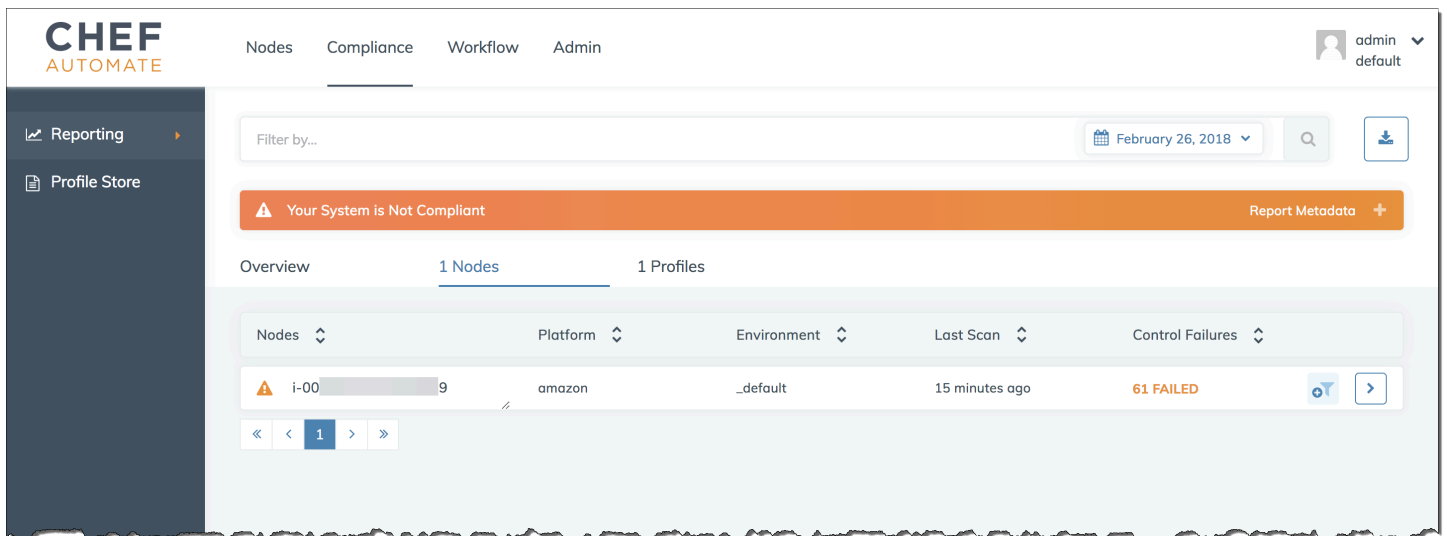 CHEF
AUTOMATE
Nodes Compliance Workflow Admin
admin
default
Reporting
Profile Store
Filter by...
February 26, 2018
Your System is Not Compliant
Report Metadata
Overview 1 Nodes 1 Profiles
Nodes Platform Environment Last Scan Control Failures
i-00 9 amazon _default 15 minutes ago 61 FAILED
« < 1 > »